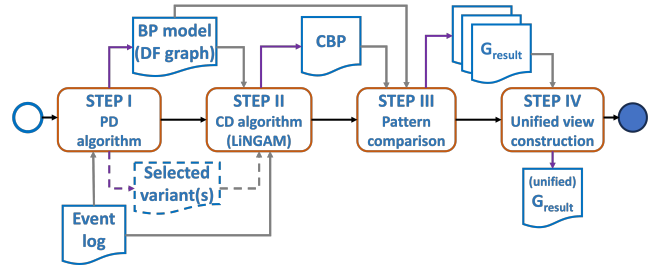 BP model
(DF graph)
CBP
G_result
STEP I
PD
algorithm
STEP II
CD algorithm
(LiNGAM)
STEP III
Pattern
comparison
STEP IV
Unified view
construction
Selected
variant(s)
Event
log
(unified)
G_result